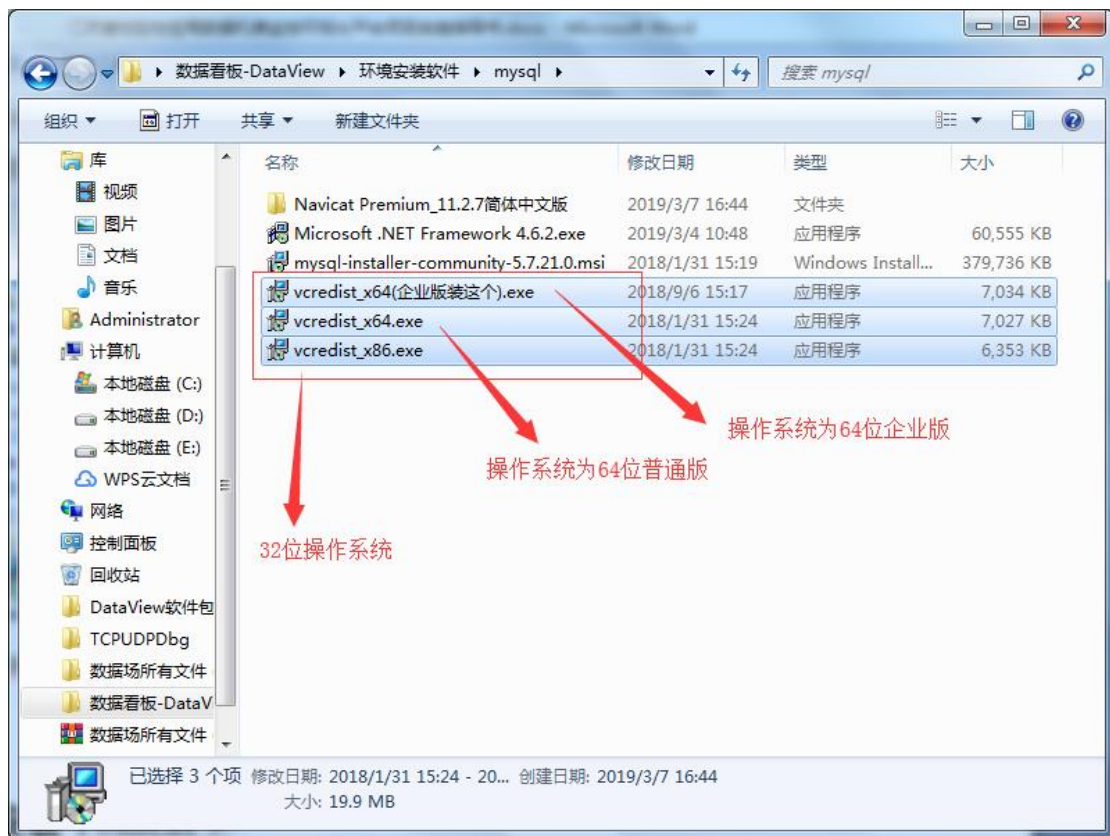 数据看板-DataView 环境安装软件 mysql 搜索 mysql
组织 打开 共享 新建文件夹
库
视频
图片
文档
音乐
Administrator
计算机
本地磁盘 (C:)
本地磁盘 (D:)
本地磁盘 (E:)
WPS云文档
网络
控制面板
回收站
DataView软件包
TCPUDPDbg
数据场所有文件
数据看板-DataV
数据场所有文件
名称 修改日期 类型 大小
Navicat Premium_11.2.7简体中文版 2019/3/7 16:44 文件夹
Microsoft .NET Framework 4.6.2.exe 2019/3/4 10:48 应用程序 60,555 KB
mysql-installer-community-5.7.21.0.msi 2018/1/31 15:19 Windows Install... 379,736 KB
vcredist_x64(企业版装这个).exe 2018/9/6 15:17 应用程序 7,034 KB
vcredist_x64.exe 2018/1/31 15:24 应用程序 7,027 KB
vcredist_x86.exe 2018/1/31 15:24 应用程序 6,353 KB
操作系统为64位企业版
操作系统为64位普通版
32位操作系统
已选择 3 个项 修改日期: 2018/1/31 15:24 - 20... 创建日期: 2019/3/7 16:44
大小: 19.9 MB